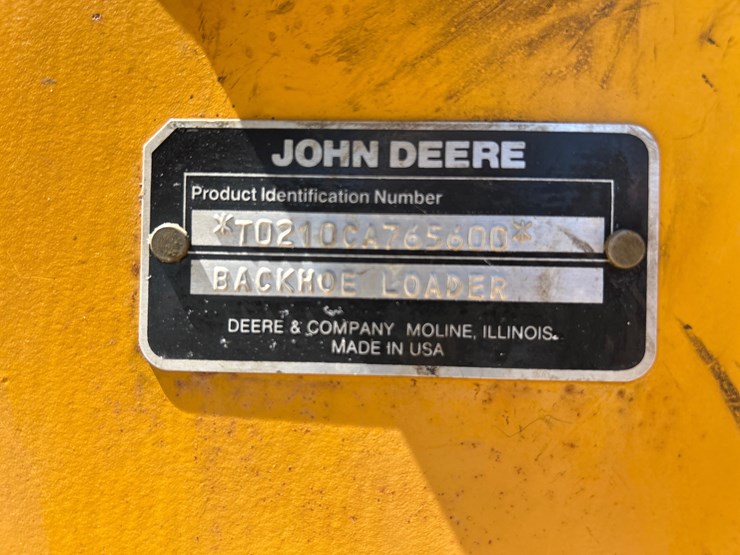 JOHN DEERE
Product Identification Number
*T0210CA765600*
BACKHOE LOADER
DEERE & COMPANY MOLINE, ILLINOIS.
MADE IN USA